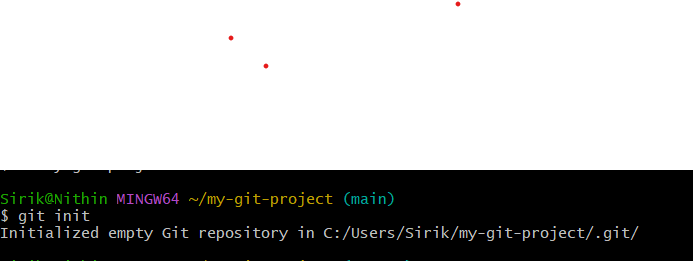 Sirik@Nithin MINGW64 ~/my-git-project (main)
$ git init
Initialized empty Git repository in C:/Users/Sirik/my-git-project/.git/